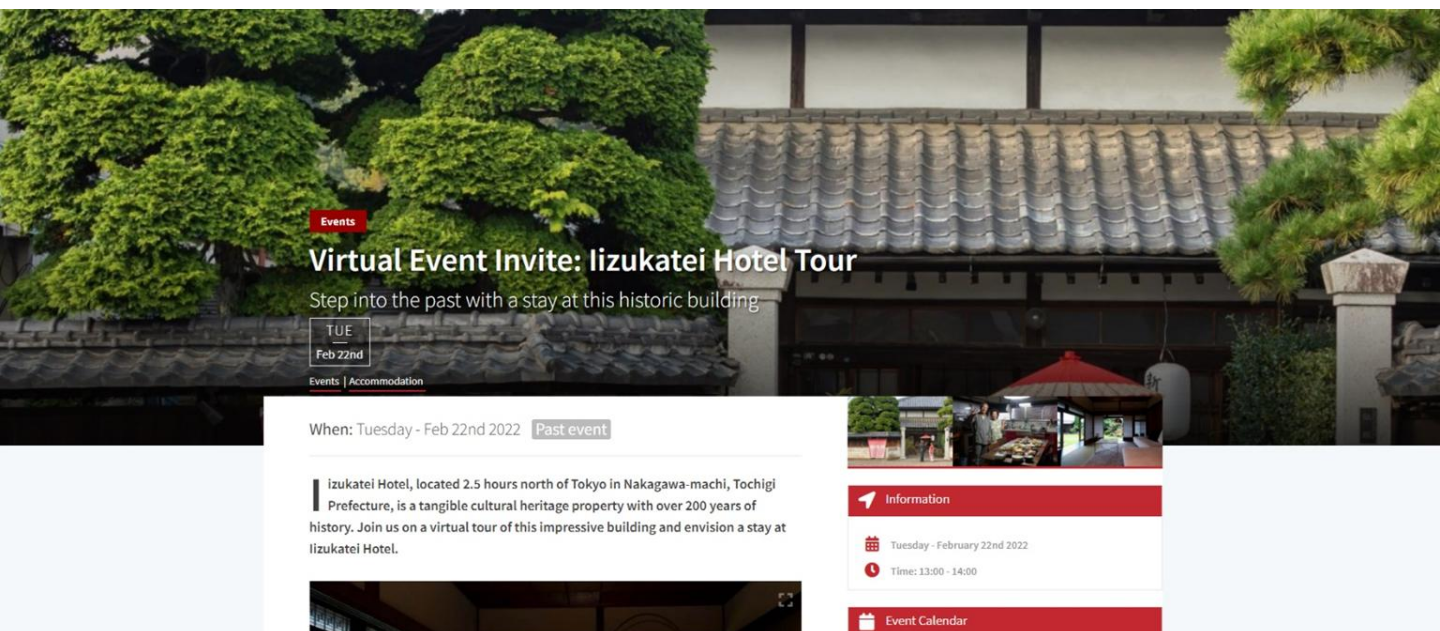 Events
Virtual Event Invite: Iizukatei Hotel Tour
Step into the past with a stay at this historic building
TUE
Feb 22nd
Events | Accommodation
When: Tuesday - Feb 22nd 2022 Past event
Iizukatei Hotel, located 2.5 hours north of Tokyo in Nakagawa-machi, Tochigi
Prefecture, is a tangible cultural heritage property with over 200 years of
history. Join us on a virtual tour of this impressive building and envision a stay at
Iizukatei Hotel.
新
Information
Tuesday - February 22nd 2022
Time: 13:00 - 14:00
Event Calendar